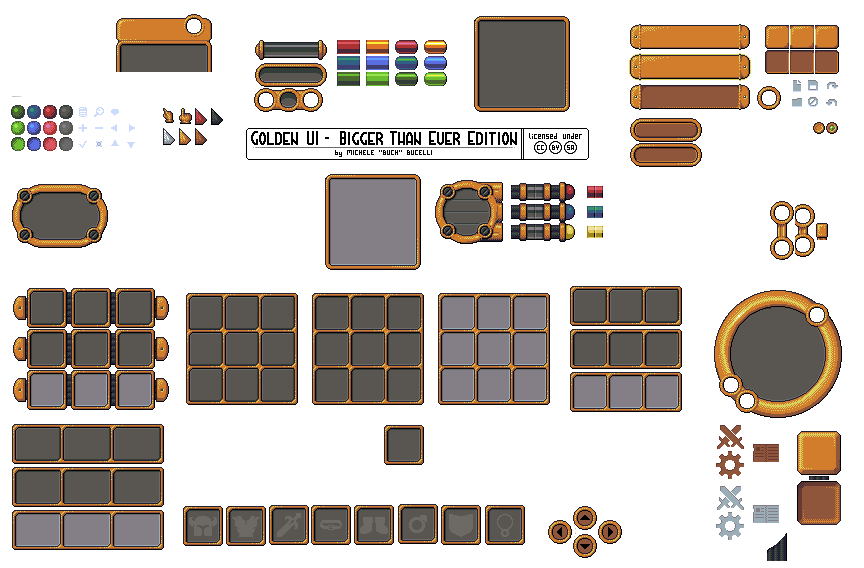 GOLDEN UI - BIGGER THAN EVER EDITION
by MICHELE "BUCH" BUCELLI
licensed under
CC BY SA